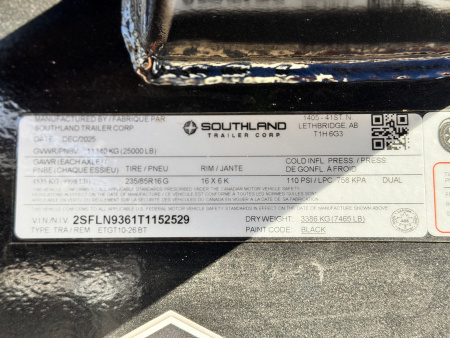 MANUFACTURED BY / FABRIQUE PAR
SOUTHLAND TRAILER CORP.
DATE: DEC/2025
SOUTHLAND
TRAILER CORP
1405 - 41 ST N
LETHBRIDGE, AB
T1H 6G3
11340 KG (25000 LB)
GAWR (EACH AXLE)
PNBE (CHAQUE ESSIEU)
TIRE / PNEU
RIM / JANTE
COLD INFL. PRESS. / PRESS.
DE GONFL. A FROID
235/85R16 G
16 X 6 K
110 PSI / LPC, 758 KPA
DUAL
V.I.N./N.I.V. 2SFLN9361T1152529
DRY WEIGHT: 3386 KG (7465 LB)
TYPE: TRA / REM ETGT10-26 BT
PAINT CODE: BLACK